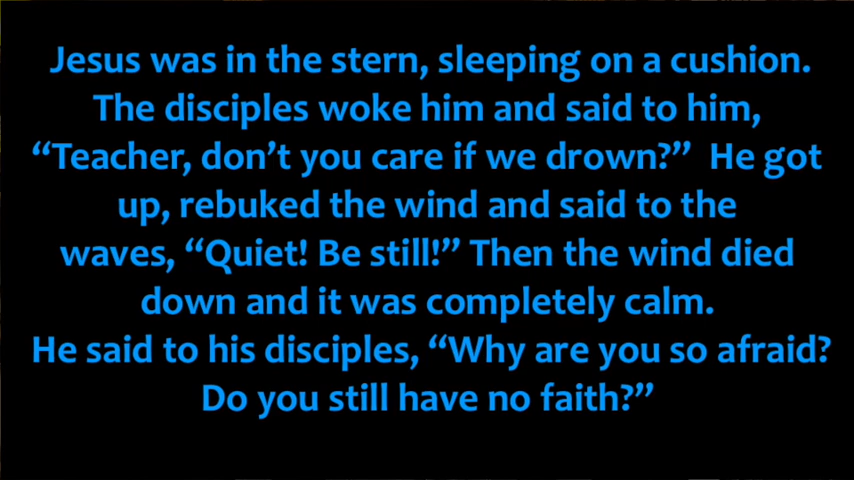 Jesus was in the stern, sleeping on a cushion.
The disciples woke him and said to him,
“Teacher, don’t you care if we drown?”  He got
up, rebuked the wind and said to the
waves, “Quiet! Be still!” Then the wind died
down and it was completely calm.
He said to his disciples, “Why are you so afraid?
Do you still have no faith?”